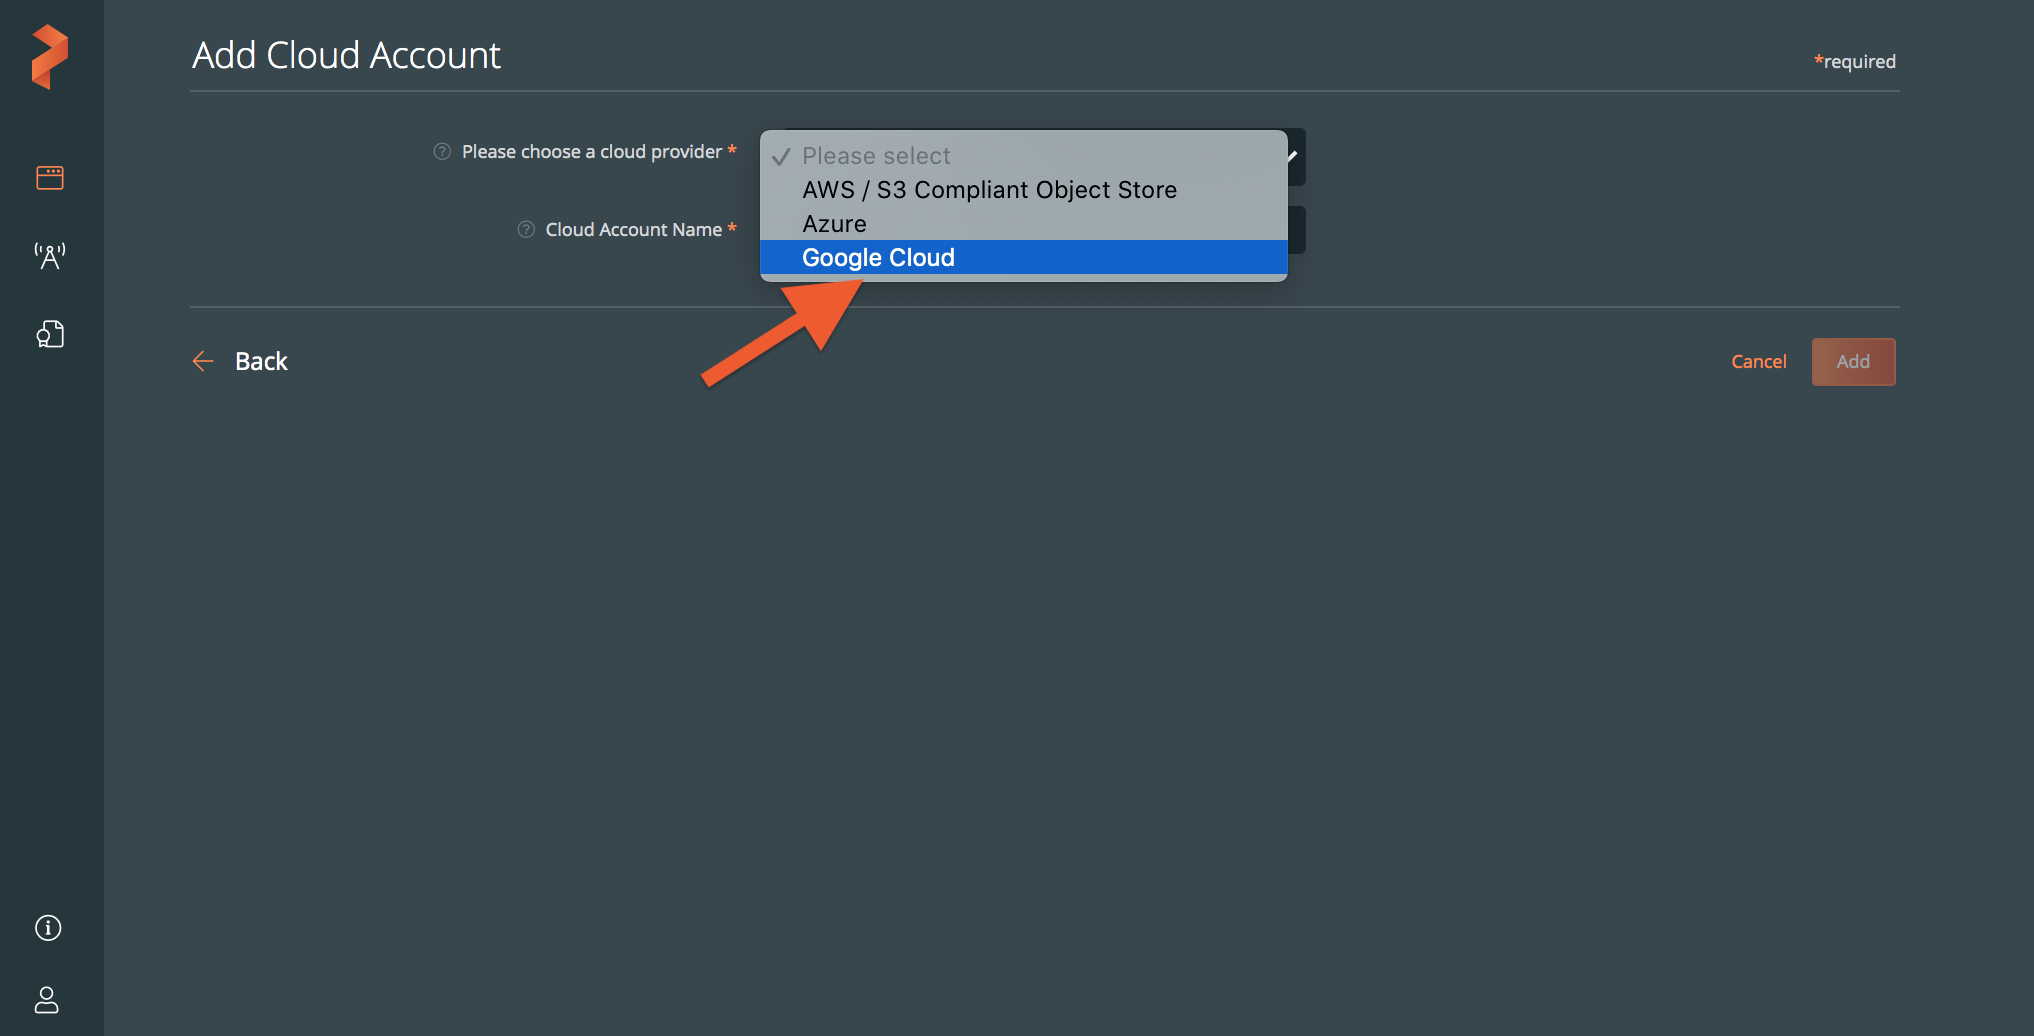 Add Cloud Account
*required
Please choose a cloud provider *
Please select
AWS / S3 Compliant Object Store
Azure
Google Cloud
Cloud Account Name *
Back
Cancel
Add